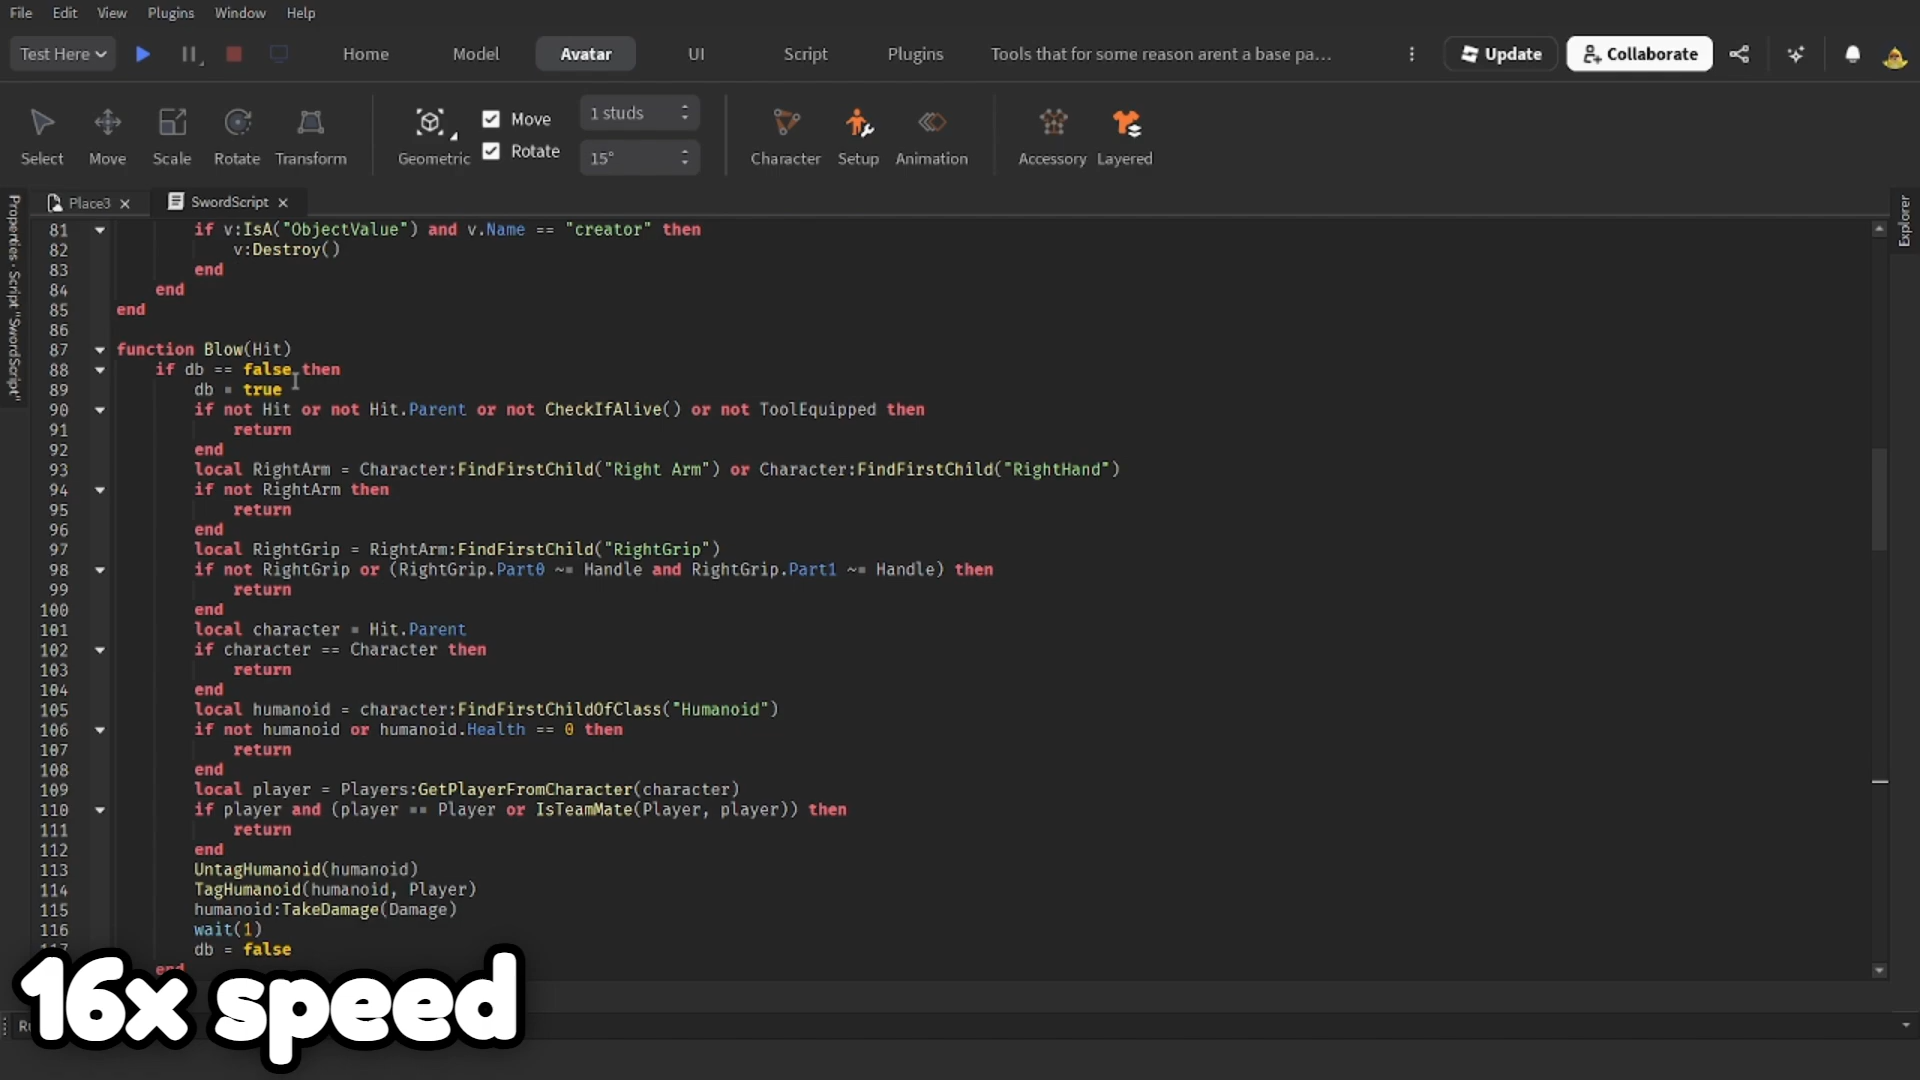 File Edit View Plugins Window Help
Test Here Home Model Avatar UI Script Plugins Tools that for some reason arent a base pa... Update Collaborate
Select Move Scale Rotate Transform Geometric Move Rotate 1 studs 15° Character Setup Animation Accessory Layered
Place3 SwordScript
Properties - Script "SwordScript"
Explorer
81 if v:IsA("ObjectValue") and v.Name == "creator" then
82 v:Destroy()
83 end
84 end
85 end
86
87 function Blow(Hit)
88 if db == false then
89 db = true
90 if not Hit or not Hit.Parent or not CheckIfAlive() or not ToolEquipped then
91 return
92 end
93 local RightArm = Character:FindFirstChild("Right Arm") or Character:FindFirstChild("RightHand")
94 if not RightArm then
95 return
96 end
97 local RightGrip = RightArm:FindFirstChild("RightGrip")
98 if not RightGrip or (RightGrip.Part0 ~= Handle and RightGrip.Part1 ~= Handle) then
99 return
100 end
101 local character = Hit.Parent
102 if character == Character then
103 return
104 end
105 local humanoid = character:FindFirstChildOfClass("Humanoid")
106 if not humanoid or humanoid.Health == 0 then
107 return
108 end
109 local player = Players:GetPlayerFromCharacter(character)
110 if player and (player == Player or IsTeamMate(Player, player)) then
111 return
112 end
113 UntagHumanoid(humanoid)
114 TagHumanoid(humanoid, Player)
115 humanoid:TakeDamage(Damage)
116 wait(1)
117 db = false
end
16x speed